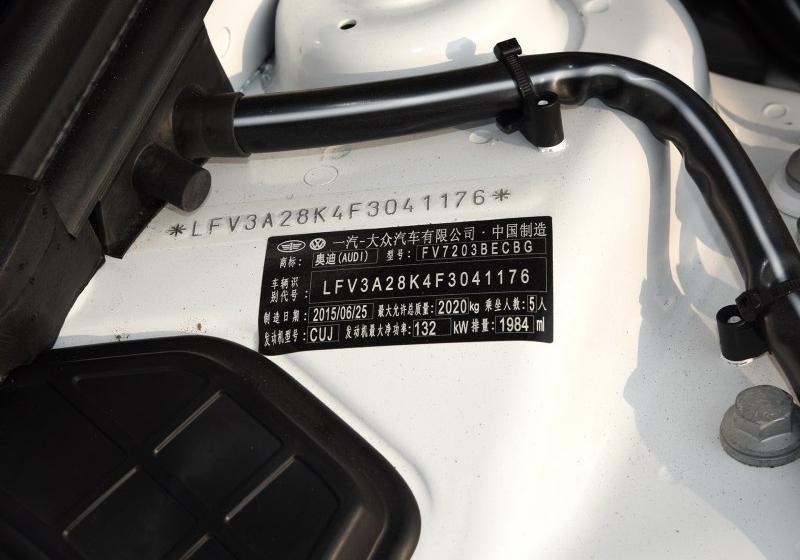 *LFV3A28K4F3041176*
一汽-大众汽车有限公司·中国制造
商标: 奥迪(AUDI) 型号: FV7203BECBG
车辆识别代号: LFV3A28K4F3041176
制造日期: 2015/06/25 最大允许总质量: 2020kg 乘坐人数: 5人
发动机型号: CUJ 发动机最大净功率: 132 kW 排量: 1984 ml